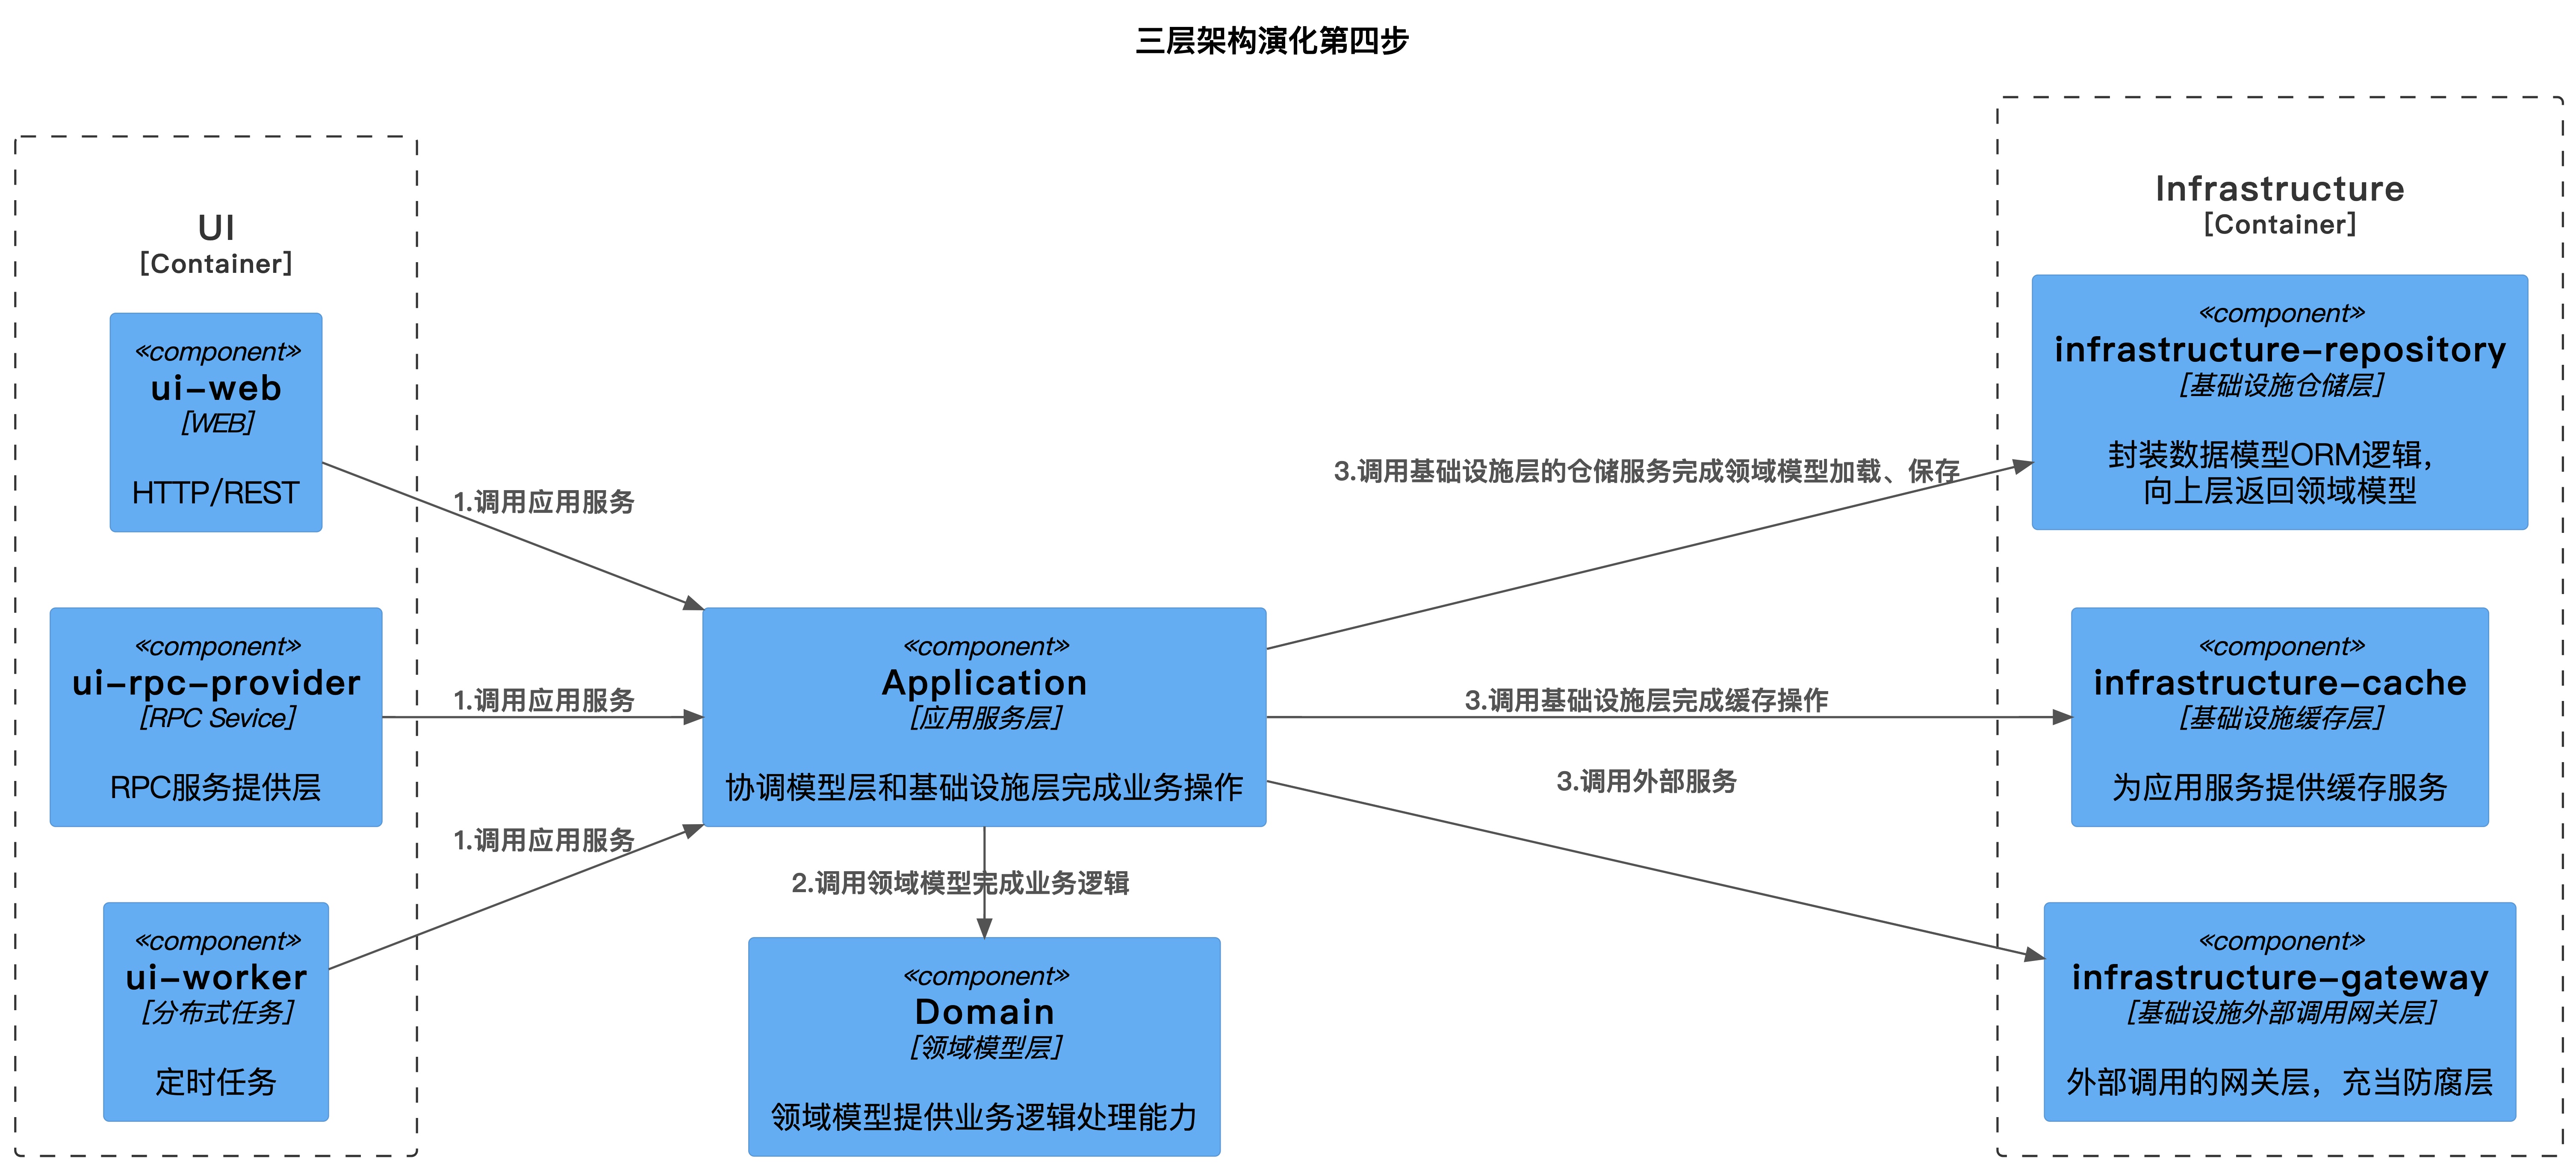 三层架构演化第四步
UI
[Container]
«component»
ui-web
[WEB]
HTTP/REST
«component»
ui-rpc-provider
[RPC Sevice]
RPC服务提供层
«component»
ui-worker
[分布式任务]
定时任务
1.调用应用服务
1.调用应用服务
1.调用应用服务
«component»
Application
[应用服务层]
协调模型层和基础设施层完成业务操作
2.调用领域模型完成业务逻辑
«component»
Domain
[领域模型层]
领域模型提供业务逻辑处理能力
3.调用基础设施层的仓储服务完成领域模型加载、保存
3.调用基础设施层完成缓存操作
3.调用外部服务
Infrastructure
[Container]
«component»
infrastructure-repository
[基础设施仓储层]
封装数据模型ORM逻辑，
向上层返回领域模型
«component»
infrastructure-cache
[基础设施缓存层]
为应用服务提供缓存服务
«component»
infrastructure-gateway
[基础设施外部调用网关层]
外部调用的网关层，充当防腐层